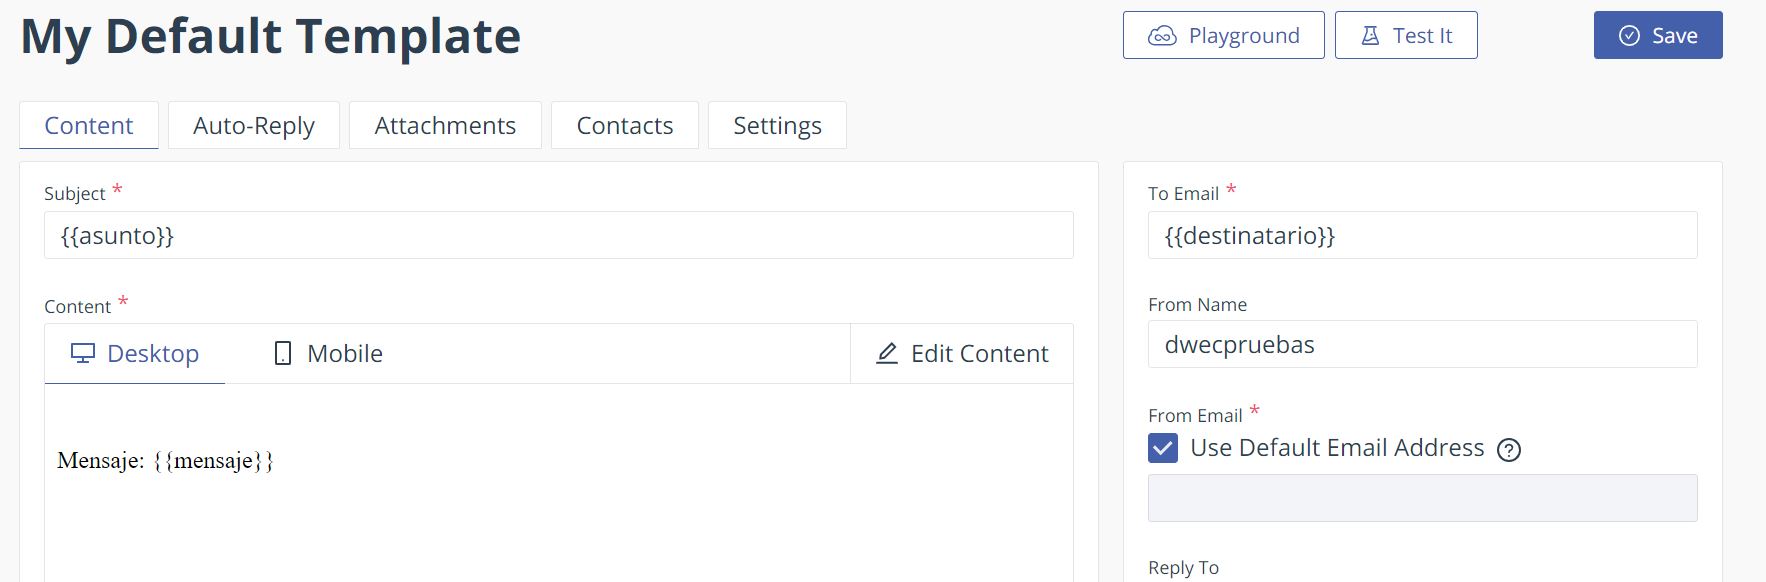 My Default Template
Playground
Test It
Save
Content
Auto-Reply
Attachments
Contacts
Settings
Subject *
{{asunto}}
Content *
Desktop
Mobile
Edit Content
Mensaje: {{mensaje}}
To Email *
{{destinatario}}
From Name
dwecpruebas
From Email *
Use Default Email Address ?
Reply To